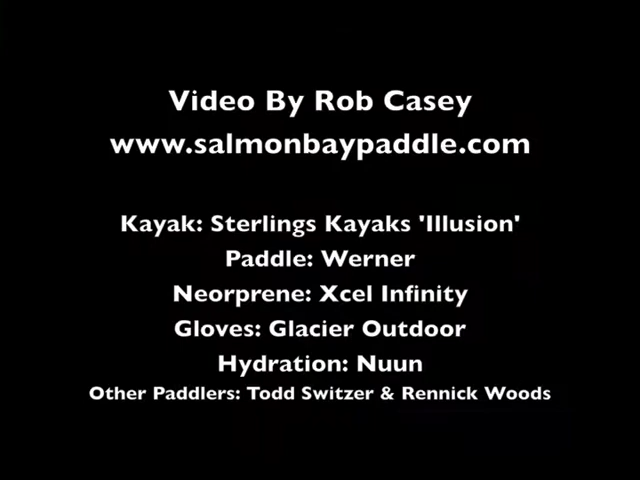 Video By Rob Casey
www.salmonbaypaddle.com
Kayak: Sterlings Kayaks 'Illusion'
Paddle: Werner
Neorprene: Xcel Infinity
Gloves: Glacier Outdoor
Hydration: Nuun
Other Paddlers: Todd Switzer & Rennick Woods